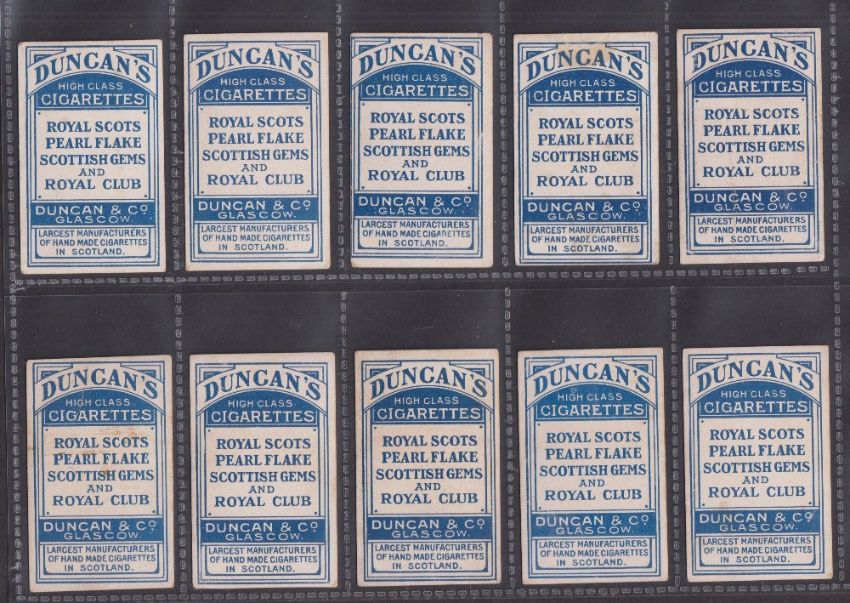 DUNCAN'S
HIGH CLASS
CIGARETTES
ROYAL SCOTS
PEARL FLAKE
SCOTTISH GEMS
AND
ROYAL CLUB
DUNCAN & Co
GLASGOW.
LARGEST MANUFACTURERS
OF HAND MADE CIGARETTES
IN SCOTLAND.
DUNCAN'S
HIGH CLASS
CIGARETTES
ROYAL SCOTS
PEARL FLAKE
SCOTTISH GEMS
AND
ROYAL CLUB
DUNCAN & Co
GLASGOW.
LARGEST MANUFACTURERS
OF HAND MADE CIGARETTES
IN SCOTLAND.
DUNCAN'S
HIGH CLASS
CIGARETTES
ROYAL SCOTS
PEARL FLAKE
SCOTTISH GEMS
AND
ROYAL CLUB
DUNCAN & Co
GLASGOW.
LARGEST MANUFACTURERS
OF HAND MADE CIGARETTES
IN SCOTLAND.
DUNCAN'S
HIGH CLASS
CIGARETTES
ROYAL SCOTS
PEARL FLAKE
SCOTTISH GEMS
AND
ROYAL CLUB
DUNCAN & Co
GLASGOW.
LARGEST MANUFACTURERS
OF HAND MADE CIGARETTES
IN SCOTLAND.
DUNCAN'S
HIGH CLASS
CIGARETTES
ROYAL SCOTS
PEARL FLAKE
SCOTTISH GEMS
AND
ROYAL CLUB
DUNCAN & Co
GLASGOW.
LARGEST MANUFACTURERS
OF HAND MADE CIGARETTES
IN SCOTLAND.
DUNCAN'S
HIGH CLASS
CIGARETTES
ROYAL SCOTS
PEARL FLAKE
SCOTTISH GEMS
AND
ROYAL CLUB
DUNCAN & Co
GLASGOW.
LARGEST MANUFACTURERS
OF HAND MADE CIGARETTES
IN SCOTLAND.
DUNCAN'S
HIGH CLASS
CIGARETTES
ROYAL SCOTS
PEARL FLAKE
SCOTTISH GEMS
AND
ROYAL CLUB
DUNCAN & Co
GLASGOW.
LARGEST MANUFACTURERS
OF HAND MADE CIGARETTES
IN SCOTLAND.
DUNCAN'S
HIGH CLASS
CIGARETTES
ROYAL SCOTS
PEARL FLAKE
SCOTTISH GEMS
AND
ROYAL CLUB
DUNCAN & Co
GLASGOW.
LARGEST MANUFACTURERS
OF HAND MADE CIGARETTES
IN SCOTLAND.
DUNCAN'S
HIGH CLASS
CIGARETTES
ROYAL SCOTS
PEARL FLAKE
SCOTTISH GEMS
AND
ROYAL CLUB
DUNCAN & Co
GLASGOW.
LARGEST MANUFACTURERS
OF HAND MADE CIGARETTES
IN SCOTLAND.
DUNCAN'S
HIGH CLASS
CIGARETTES
ROYAL SCOTS
PEARL FLAKE
SCOTTISH GEMS
AND
ROYAL CLUB
DUNCAN & Co
GLASGOW.
LARGEST MANUFACTURERS
OF HAND MADE CIGARETTES
IN SCOTLAND.